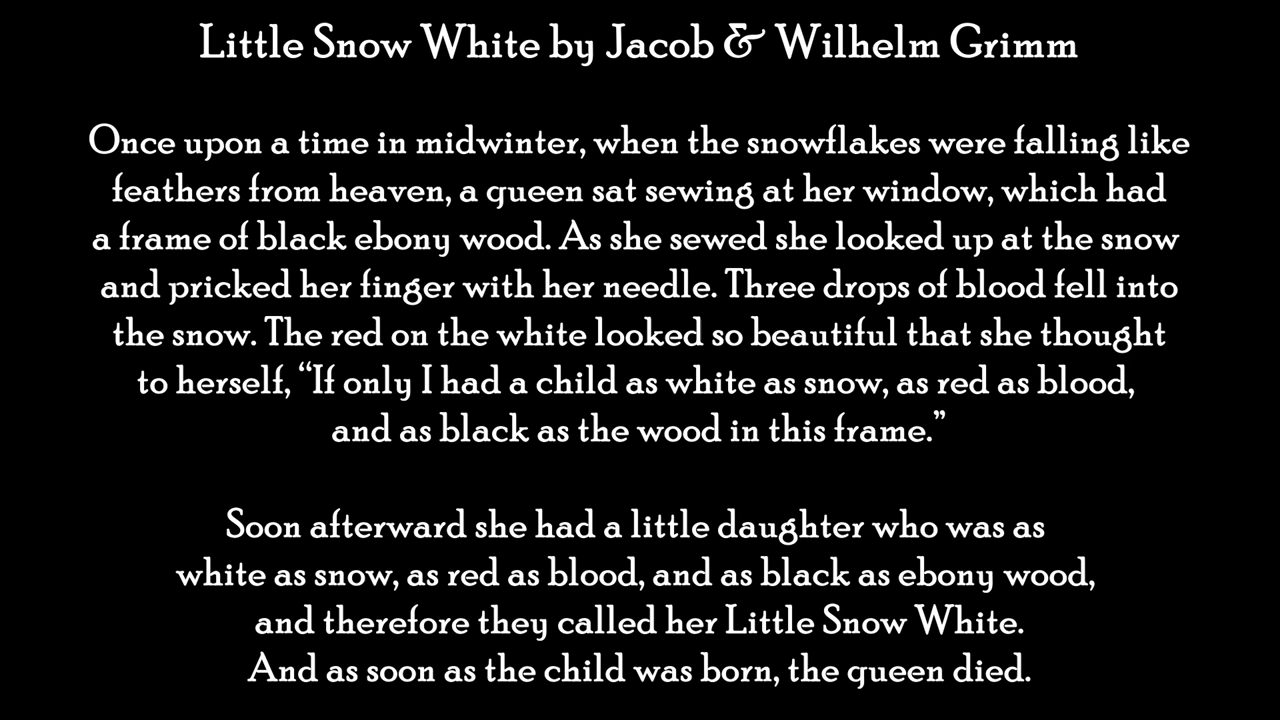 Little Snow White by Jacob & Wilhelm Grimm
Once upon a time in midwinter, when the snowflakes were falling like
feathers from heaven, a queen sat sewing at her window, which had
a frame of black ebony wood. As she sewed she looked up at the snow
and pricked her finger with her needle. Three drops of blood fell into
the snow. The red on the white looked so beautiful that she thought
to herself, “If only I had a child as white as snow, as red as blood,
and as black as the wood in this frame.”
Soon afterward she had a little daughter who was as
white as snow, as red as blood, and as black as ebony wood,
and therefore they called her Little Snow White.
And as soon as the child was born, the queen died.